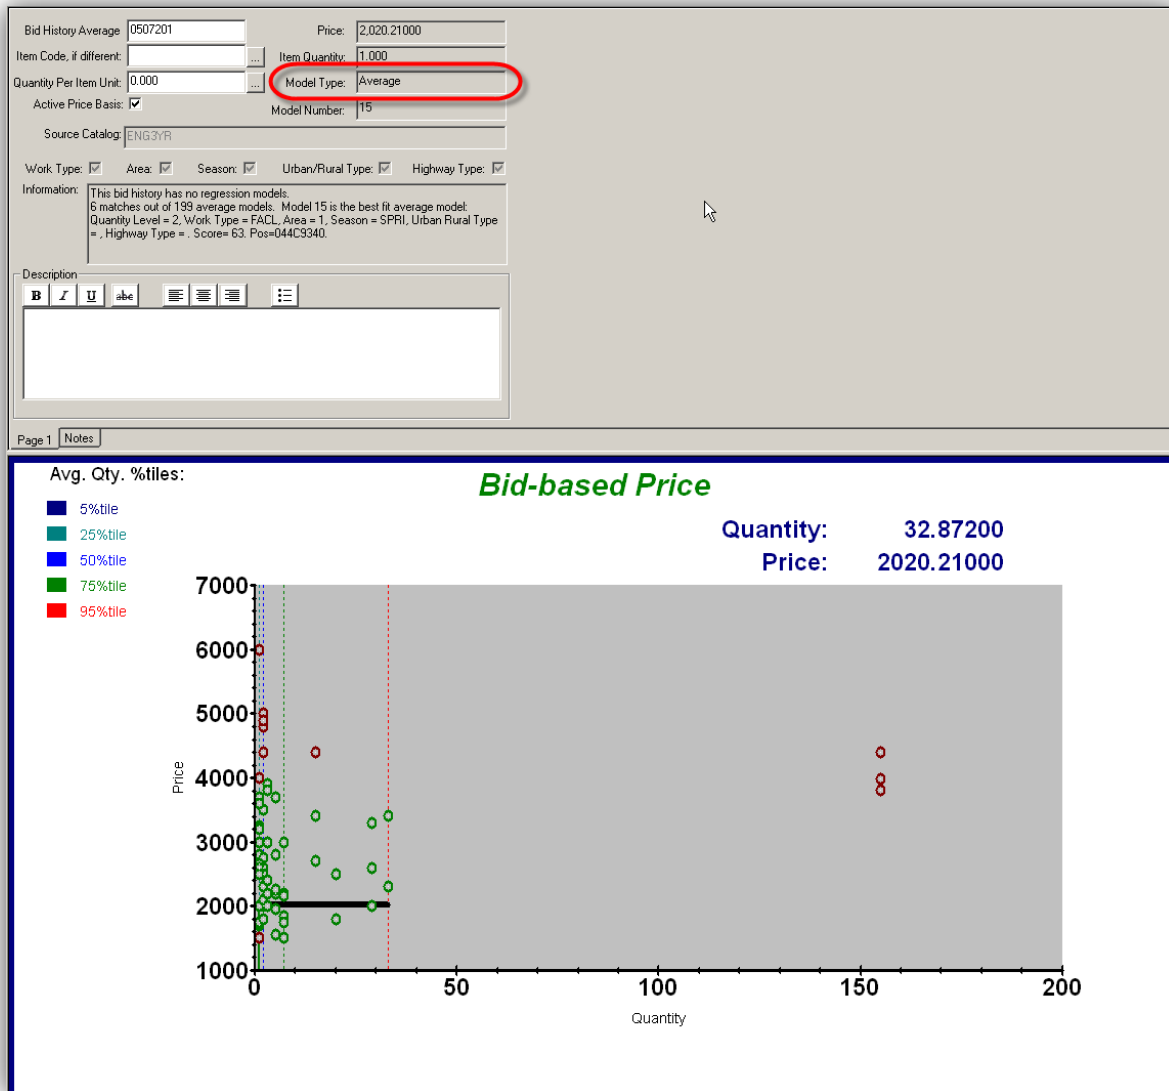 Bid History Average 0507201 Price: 2,020.21000
Item Code, if different: ... Item Quantity: 1.000
Quantity Per Item Unit: 0.000 ... Model Type: Average
Active Price Basis: Model Number: 15
Source Catalog: ENG3YR
Work Type: Area: Season: Urban/Rural Type: Highway Type:
Information: This bid history has no regression models.
6 matches out of 199 average models. Model 15 is the best fit average model:
Quantity Level = 2, Work Type = FACL, Area = 1, Season = SPRI, Urban Rural Type
= , Highway Type = . Score= 63. Pos=044C9340.
Description
B I U abc
Page 1 Notes
Avg. Qty. %tiles:
5%tile
25%tile
50%tile
75%tile
95%tile
Bid-based Price
Quantity: 32.87200
Price: 2020.21000
7000
6000
5000
4000
3000
2000
1000
Price
0 50 100 150 200
Quantity